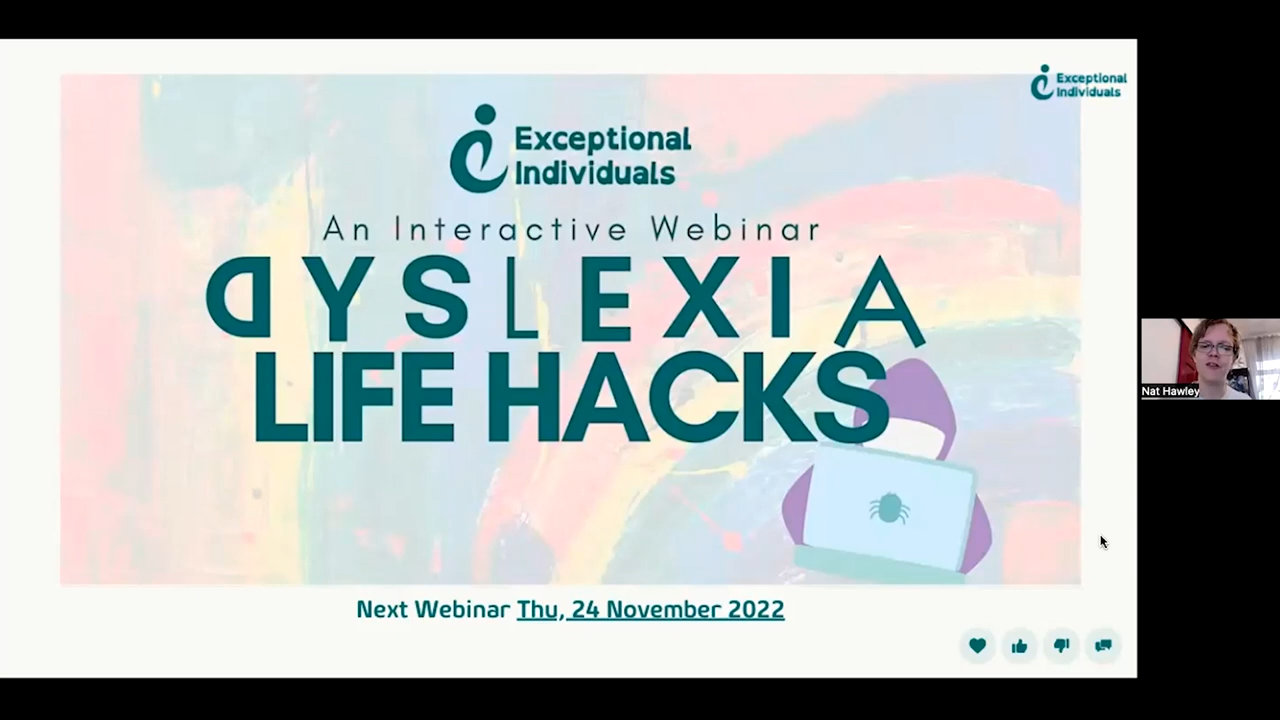 Exceptional
Individuals
Exceptional
Individuals
An Interactive Webinar
DYSLEXIA
LIFE HACKS
Nat Hawley
Next Webinar Thu, 24 November 2022